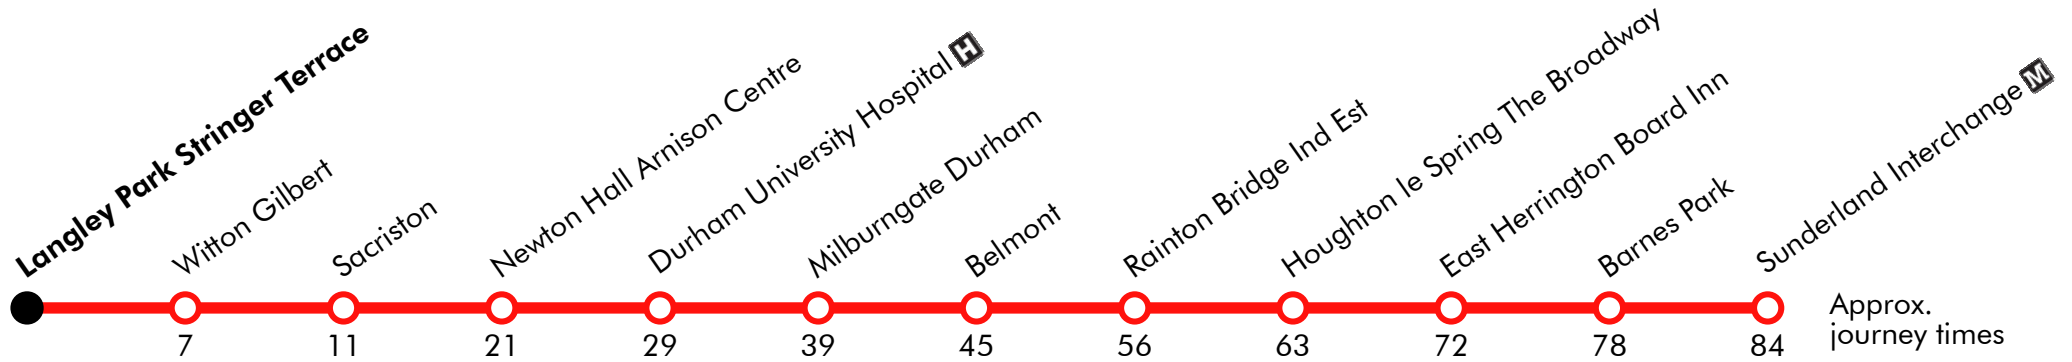 Langley Park Stringer Terrace
Witton Gilbert
Sacriston
Newton Hall Arnison Centre
Durham University Hospital H
Milburngate Durham
Belmont
Rainton Bridge Ind Est
Houghton le Spring The Broadway
East Herrington Board Inn
Barnes Park
Sunderland Interchange M
7 11 21 29 39 45 56 63 72 78 84
Approx.
journey times